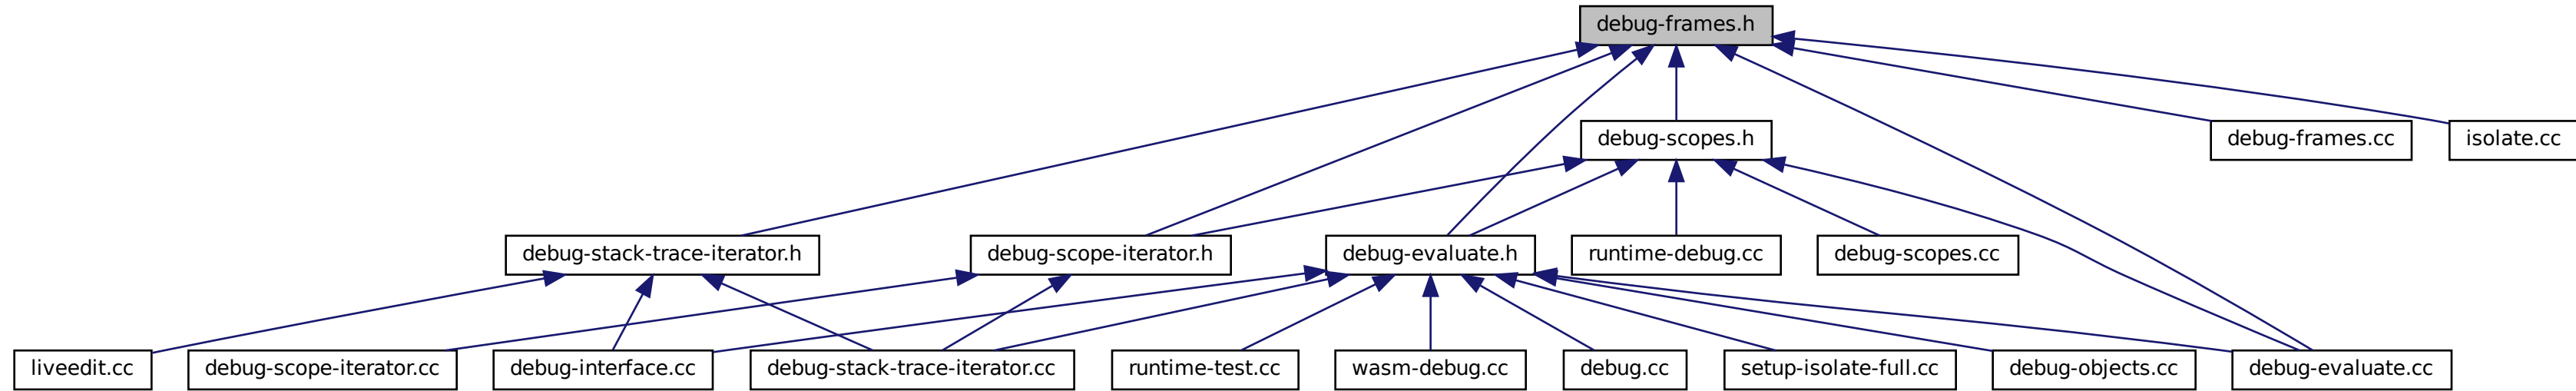 debug-frames.h
debug-scopes.h
debug-frames.cc
isolate.cc
debug-stack-trace-iterator.h
debug-scope-iterator.h
debug-evaluate.h
runtime-debug.cc
debug-scopes.cc
liveedit.cc
debug-scope-iterator.cc
debug-interface.cc
debug-stack-trace-iterator.cc
runtime-test.cc
wasm-debug.cc
debug.cc
setup-isolate-full.cc
debug-objects.cc
debug-evaluate.cc